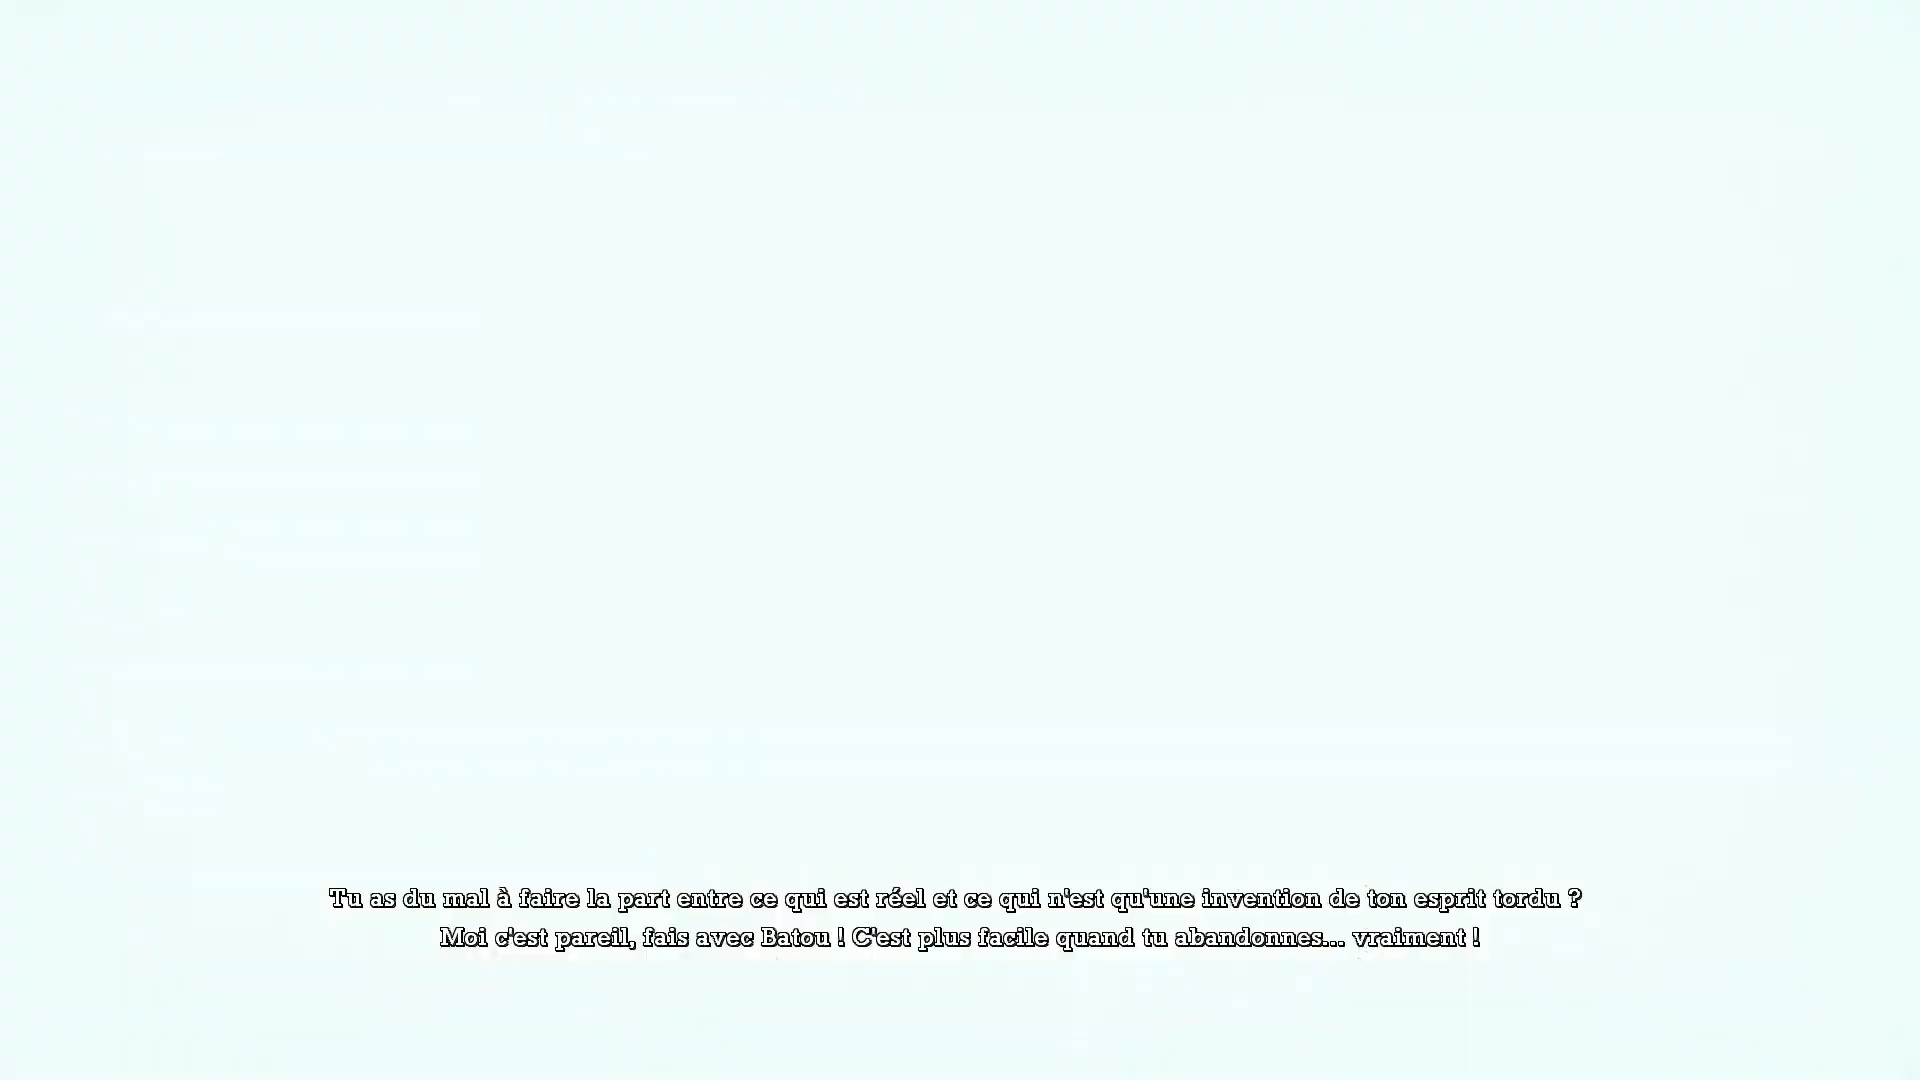 Tu as du mal à faire la part entre ce qui est réel et ce qui n'est qu'une invention de ton esprit tordu ?
Moi c'est pareil, fais avec Batou ! C'est plus facile quand tu abandonnes... vraiment !